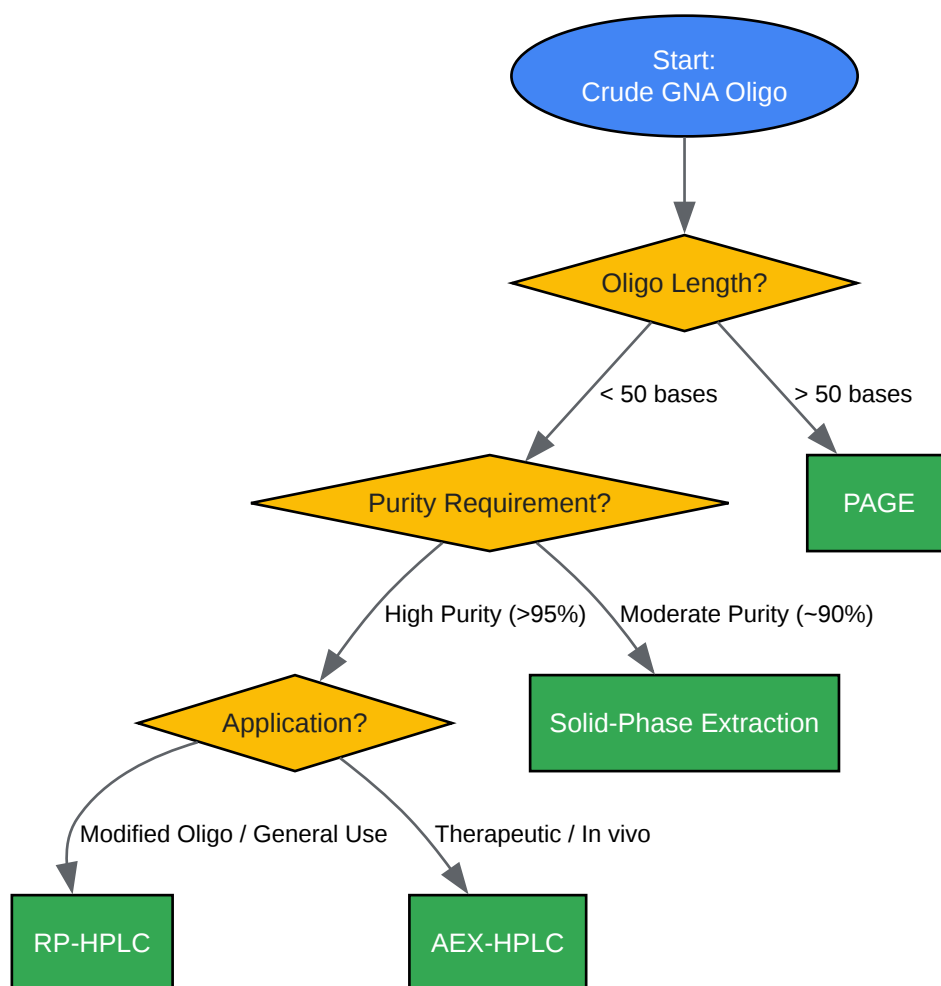 Start:
Crude GNA Oligo
Oligo Length?
< 50 bases
> 50 bases
Purity Requirement?
PAGE
High Purity (>95%)
Moderate Purity (~90%)
Application?
Solid-Phase Extraction
Modified Oligo / General Use
Therapeutic / In vivo
RP-HPLC
AEX-HPLC